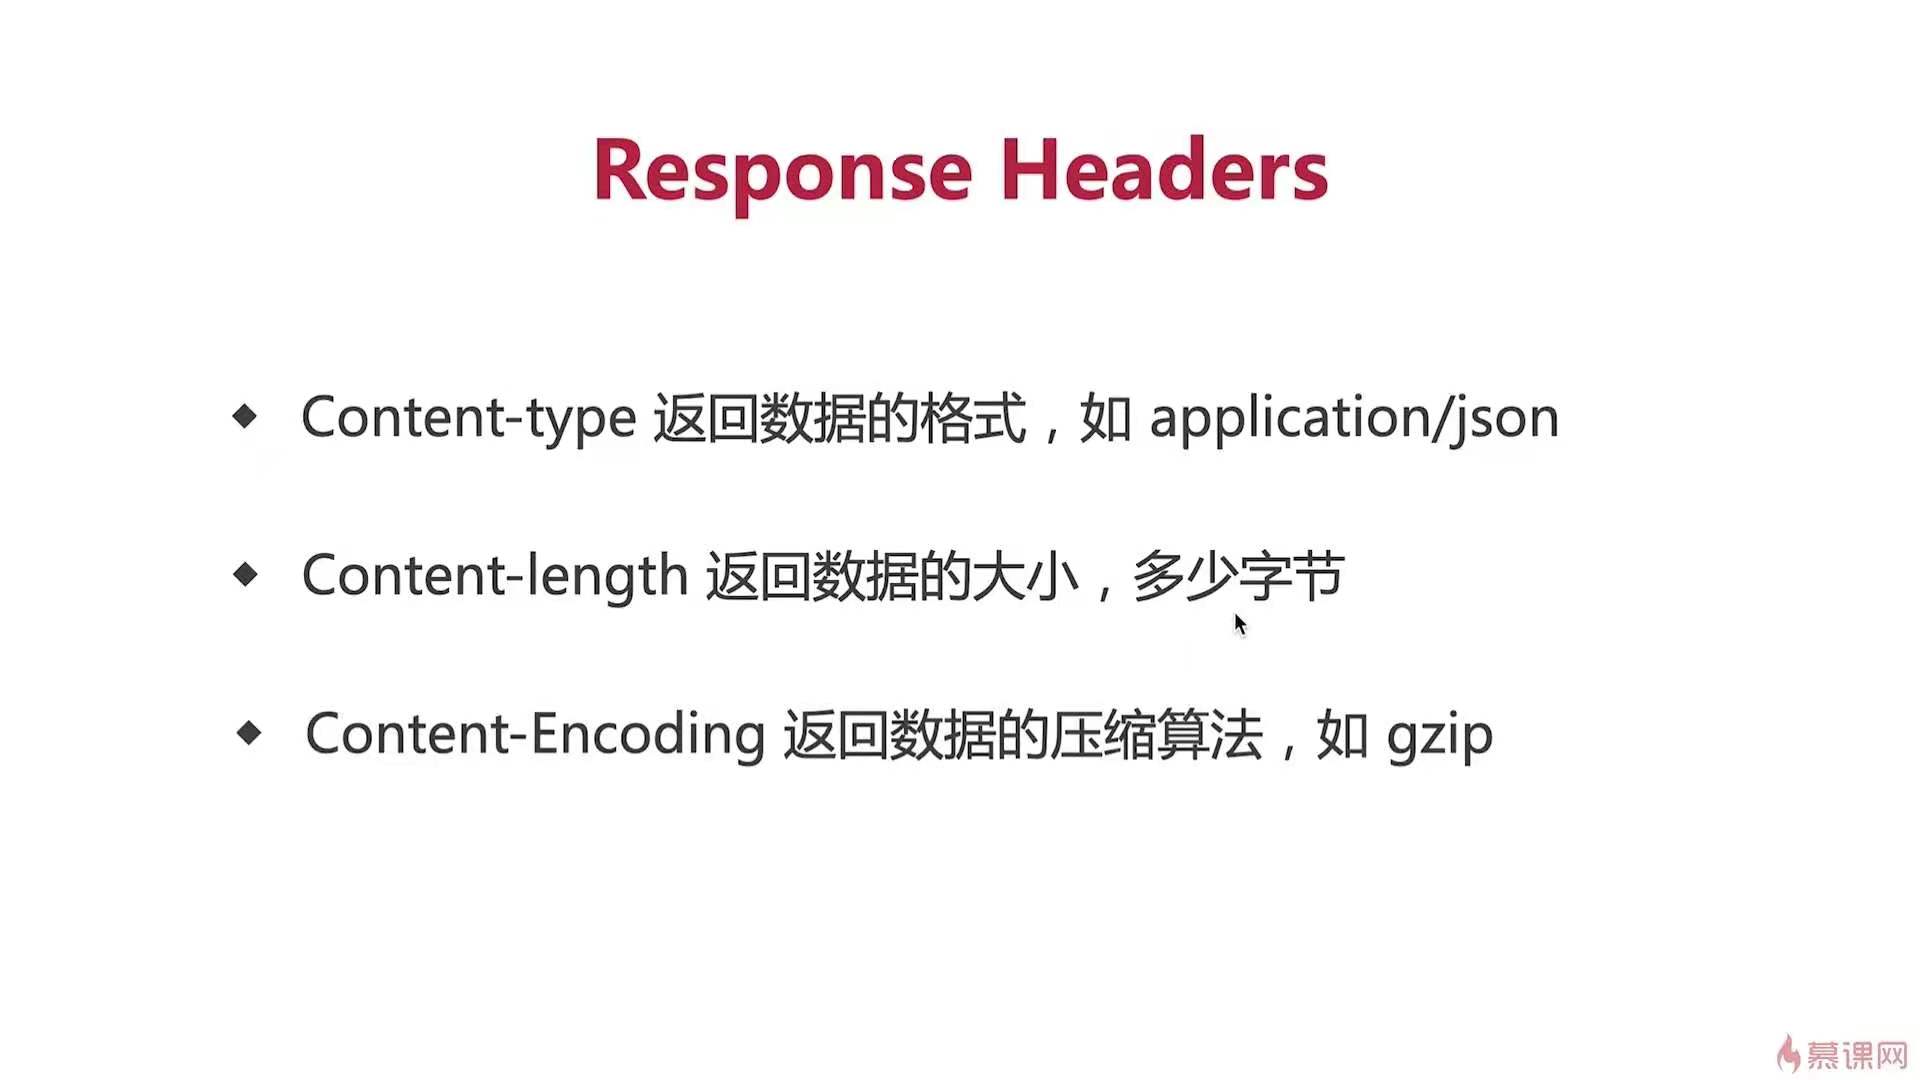 Response Headers
◆ Content-type 返回数据的格式，如 application/json
◆ Content-length 返回数据的大小，多少字节
◆ Content-Encoding 返回数据的压缩算法，如 gzip
慕课网